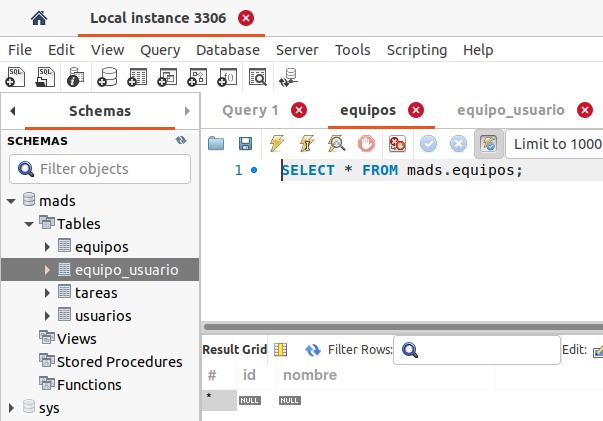 Local instance 3306
File Edit View Query Database Server Tools Scripting Help
Schemas
SCHEMAS
Filter objects
mads
Tables
equipos
equipo_usuario
tareas
usuarios
Views
Stored Procedures
Functions
sys
Query 1 equipos equipo_usuario
Limit to 1000
1 SELECT * FROM mads.equipos;
Result Grid Filter Rows: Edit:
# id nombre
* NULL NULL